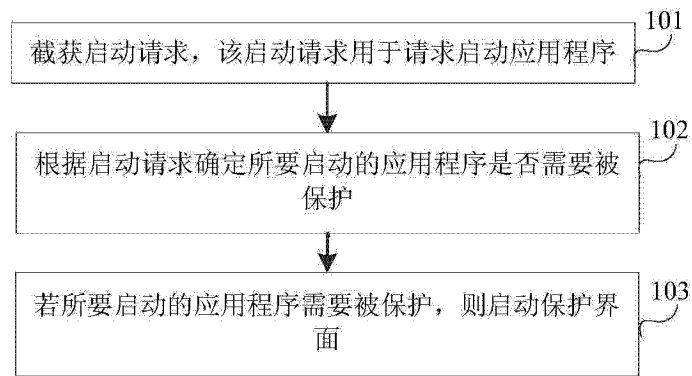 101
截获启动请求，该启动请求用于请求启动应用程序
102
根据启动请求确定所要启动的应用程序是否需要被
保护
103
若所要启动的应用程序需要被保护，则启动保护界
面